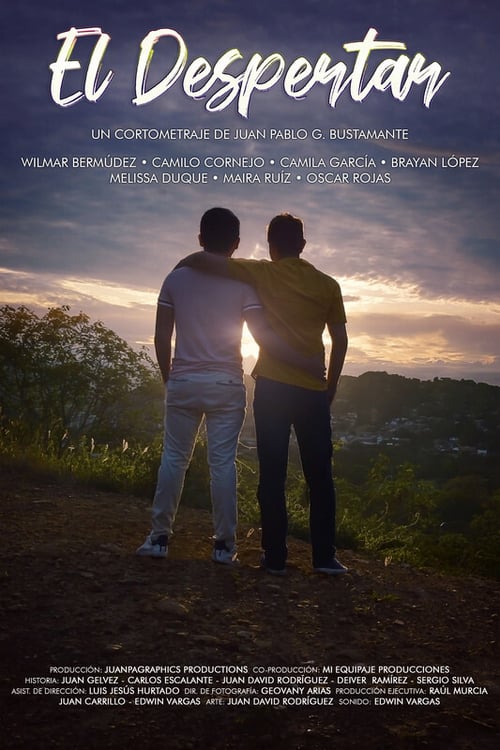 El Despertar
UN CORTOMETRAJE DE JUAN PABLO G. BUSTAMANTE
WILMAR BERMÚDEZ • CAMILO CORNEJO • CAMILA GARCÍA • BRAYAN LÓPEZ
MELISSA DUQUE • MAIRA RUÍZ • OSCAR ROJAS
PRODUCCIÓN: JUANPAGRAPHICS PRODUCTIONS CO-PRODUCCIÓN: MI EQUIPAJE PRODUCCIONES
HISTORIA: JUAN GELVEZ - CARLOS ESCALANTE - JUAN DAVID RODRÍGUEZ - DEIVER RAMÍREZ - SERGIO SILVA
ASIST. DE DIRECCIÓN: LUIS JESÚS HURTADO DIR. DE FOTOGRAFÍA: GEOVANY ARIAS PRODUCCIÓN EJECUTIVA: RAÚL MURCIA
JUAN CARRILLO - EDWIN VARGAS ARTE: JUAN DAVID RODRÍGUEZ SONIDO: EDWIN VARGAS